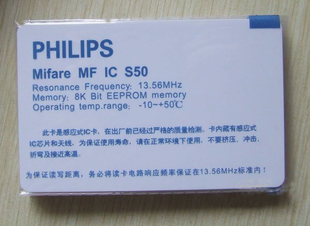 PHILIPS
Mifare MF IC S50
Resonance Frequency: 13.56MHz
Memory: 8K Bit EEPROM memory
Operating temp.range: -10~+50℃
此卡是感应式IC卡，在出厂前已经过严格的质量检测。卡内藏有感应式
IC芯片和天线。为保证使用寿命，请在正常环境下使用，不要挤压、冲击、
折弯及接近高温。
为保证读写距离，务必将读卡电路响应频率保证在13.56MHz标准内！